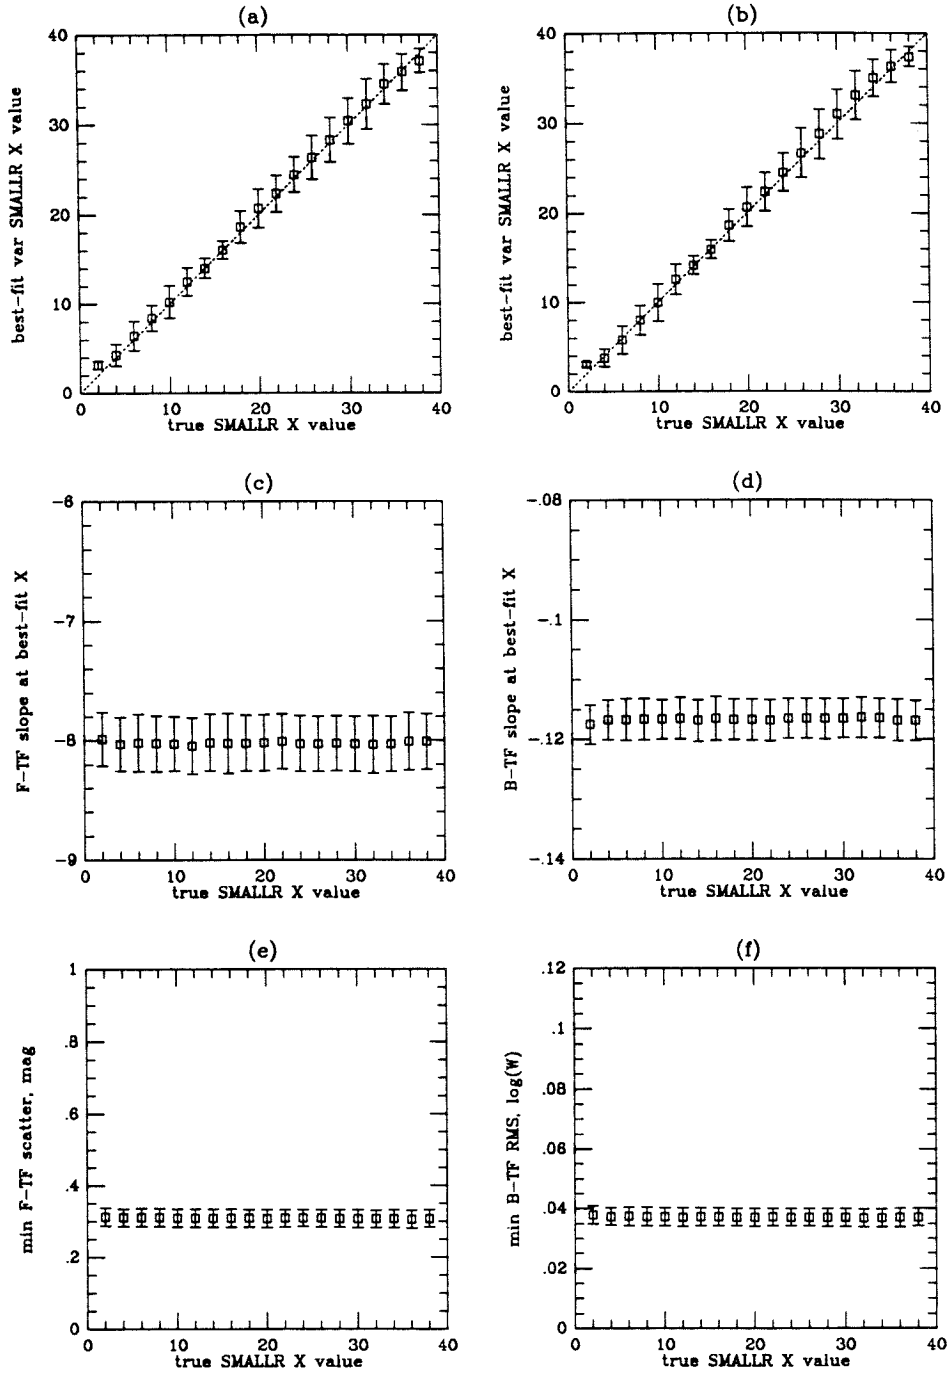 (a)
40
30
20
10
0
best-fit var SMALLR X value
0 10 20 30 40
true SMALLR X value
(b)
40
30
20
10
0
best-fit var SMALLR X value
0 10 20 30 40
true SMALLR X value
(c)
-6
-7
-8
-9
F-TF slope at best-fit X
0 10 20 30 40
true SMALLR X value
(d)
-.08
-.1
-.12
-.14
B-TF slope at best-fit X
0 10 20 30 40
true SMALLR X value
(e)
1
.8
.6
.4
.2
0
min F-TF scatter, mag
0 10 20 30 40
true SMALLR X value
(f)
.12
.1
.08
.06
.04
.02
0
min B-TF RMS, log(W)
0 10 20 30 40
true SMALLR X value